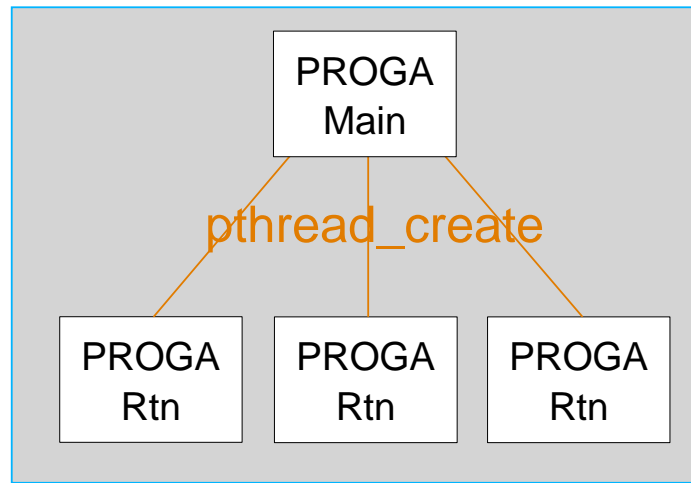 PROGA
Main
pthread_create
PROGA
Rtn
PROGA
Rtn
PROGA
Rtn